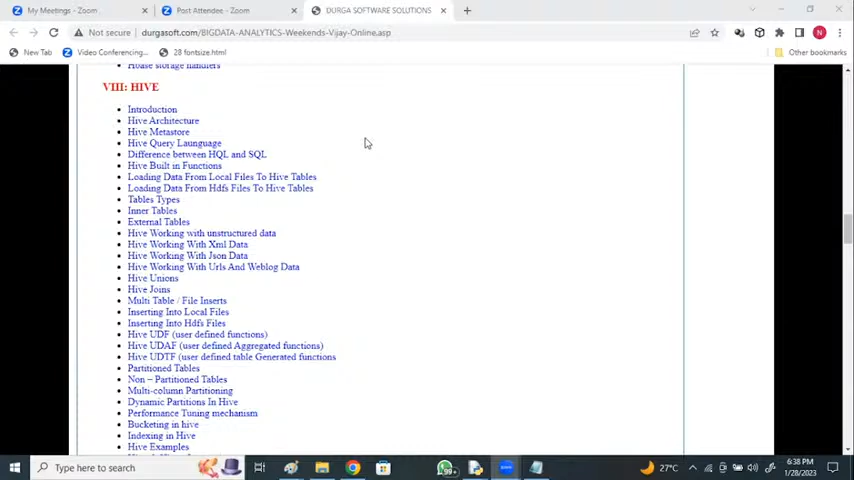 My Meetings - Zoom
Post Attendee - Zoom
DURGA SOFTWARE SOLUTIONS
Not secure
durgasoft.com/BIGDATA-ANALYTICS-Weekends-Vijay-Online.asp
N
New Tab
Video Conferencing...
28 fontsize.html
Other bookmarks
VIII: HIVE
Introduction
Hive Architecture
Hive Metastore
Hive Query Launguage
Difference between HQL and SQL
Hive Built in Functions
Loading Data From Local Files To Hive Tables
Loading Data From Hdfs Files To Hive Tables
Tables Types
Inner Tables
External Tables
Hive Working with unstructured data
Hive Working With Xml Data
Hive Working With Json Data
Hive Working With Urls And Weblog Data
Hive Unions
Hive Joins
Multi Table / File Inserts
Inserting Into Local Files
Inserting Into Hdfs Files
Hive UDF (user defined functions)
Hive UDAF (user defined Aggregated functions)
Hive UDTF (user defined table Generated functions
Partitioned Tables
Non – Partitioned Tables
Multi-column Partitioning
Dynamic Partitions In Hive
Performance Tuning mechanism
Bucketing in hive
Indexing in Hive
Hive Examples
Type here to search
99+
27°C
6:38 PM
1/28/2023